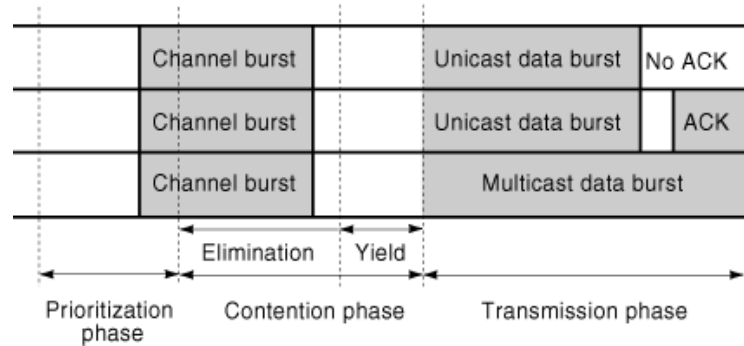 Channel burst Unicast data burst No ACK
Channel burst Unicast data burst ACK
Channel burst Multicast data burst
Elimination Yield
Prioritization phase Contention phase Transmission phase